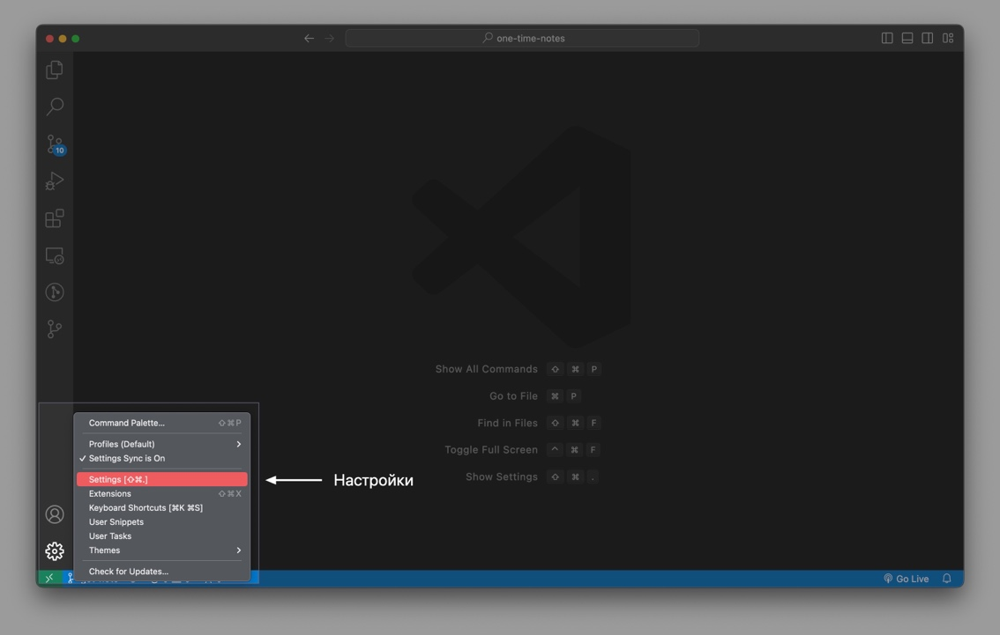 one-time-notes
10
Show All Commands ⇧ ⌘ P
Go to File ⌘ P
Find in Files ⇧ ⌘ F
Toggle Full Screen ^ ⌘ F
Show Settings ⇧ ⌘ .
Command Palette... ⇧⌘P
Profiles (Default)
Settings Sync is On
Settings [⇧⌘,]
Extensions ⇧⌘X
Keyboard Shortcuts [⌘K ⌘S]
User Snippets
User Tasks
Themes
Check for Updates...
Настройки
Go Live